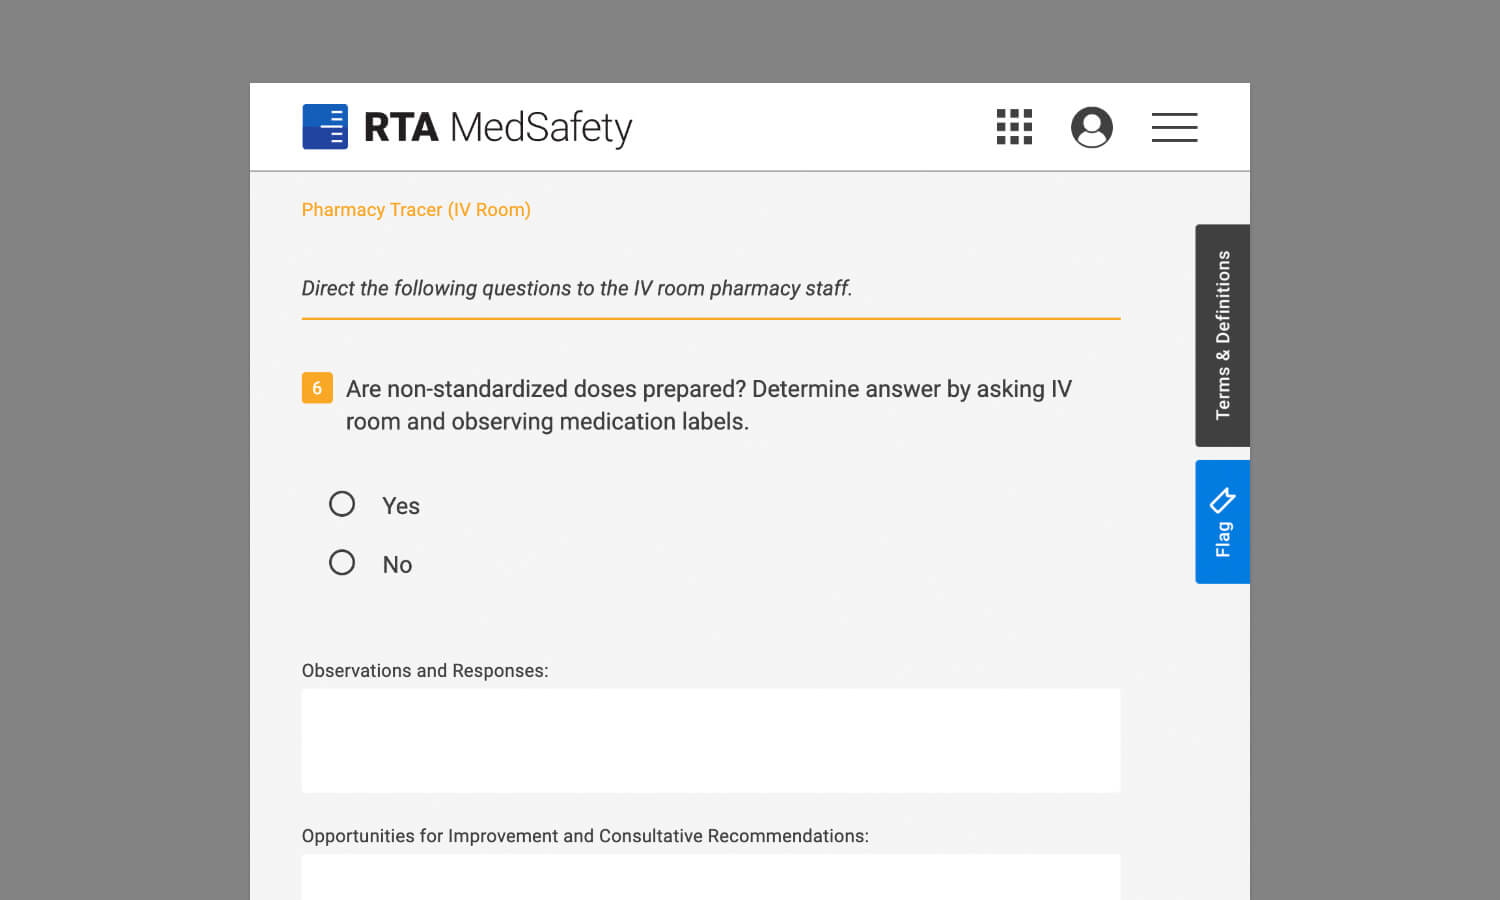 RTA MedSafety
Pharmacy Tracer (IV Room)
Direct the following questions to the IV room pharmacy staff.
6
Are non-standardized doses prepared? Determine answer by asking IV
room and observing medication labels.
Yes
No
Observations and Responses:
Opportunities for Improvement and Consultative Recommendations:
Terms & Definitions
Flag